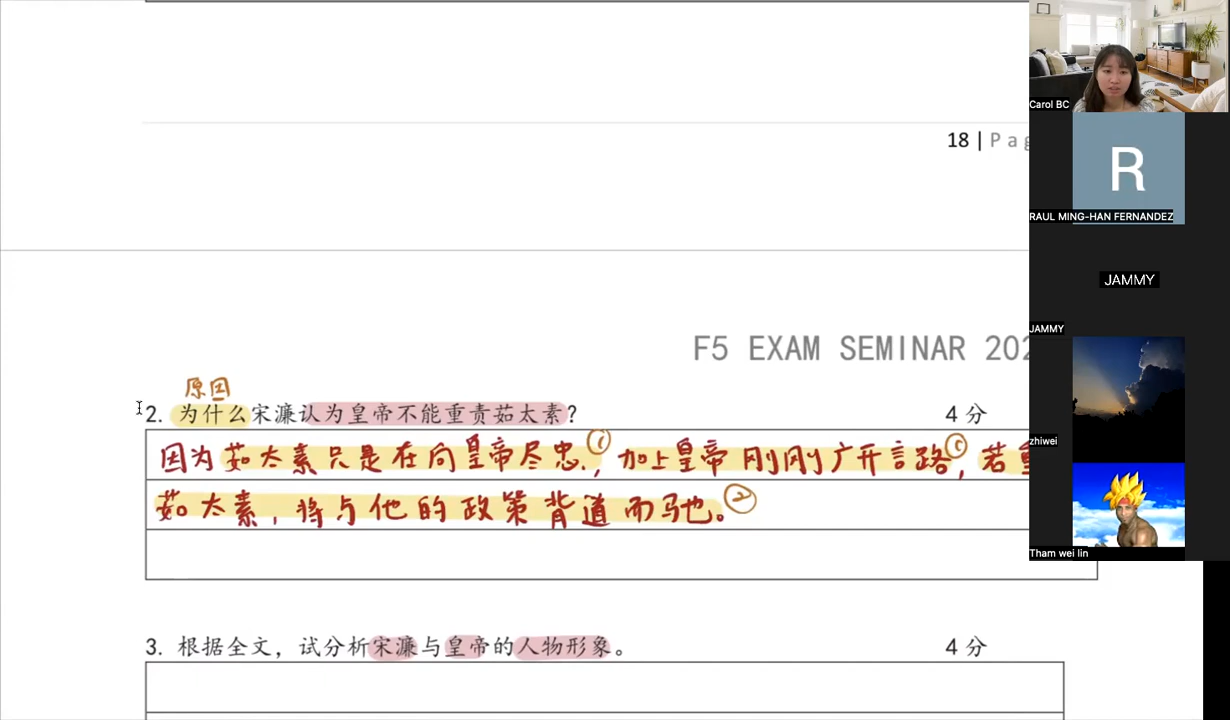 18 | Pag
F5 EXAM SEMINAR 202
原因
2. 为什么宋濂认为皇帝不能重责茹太素？ 4 分
因为茹太素只是在向皇帝尽忠①，加上皇帝刚刚广开言路①，若
茹太素，将与他的政策背道而驰。②
3. 根据全文，试分析宋濂与皇帝的人物形象。 4 分
Carol BC
R
RAUL MING-HAN FERNANDEZ
JAMMY
JAMMY
zhiwei
Tham wei lin